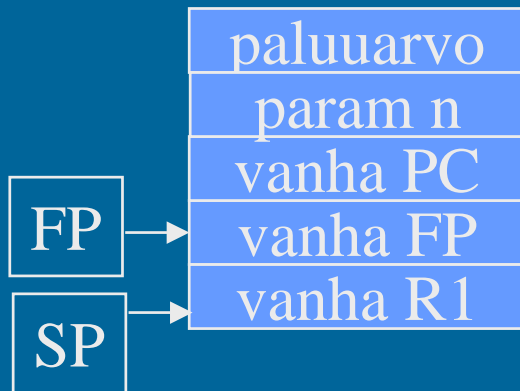 paluuarvo
param n
vanha PC
FP
vanha FP
vanha R1
SP